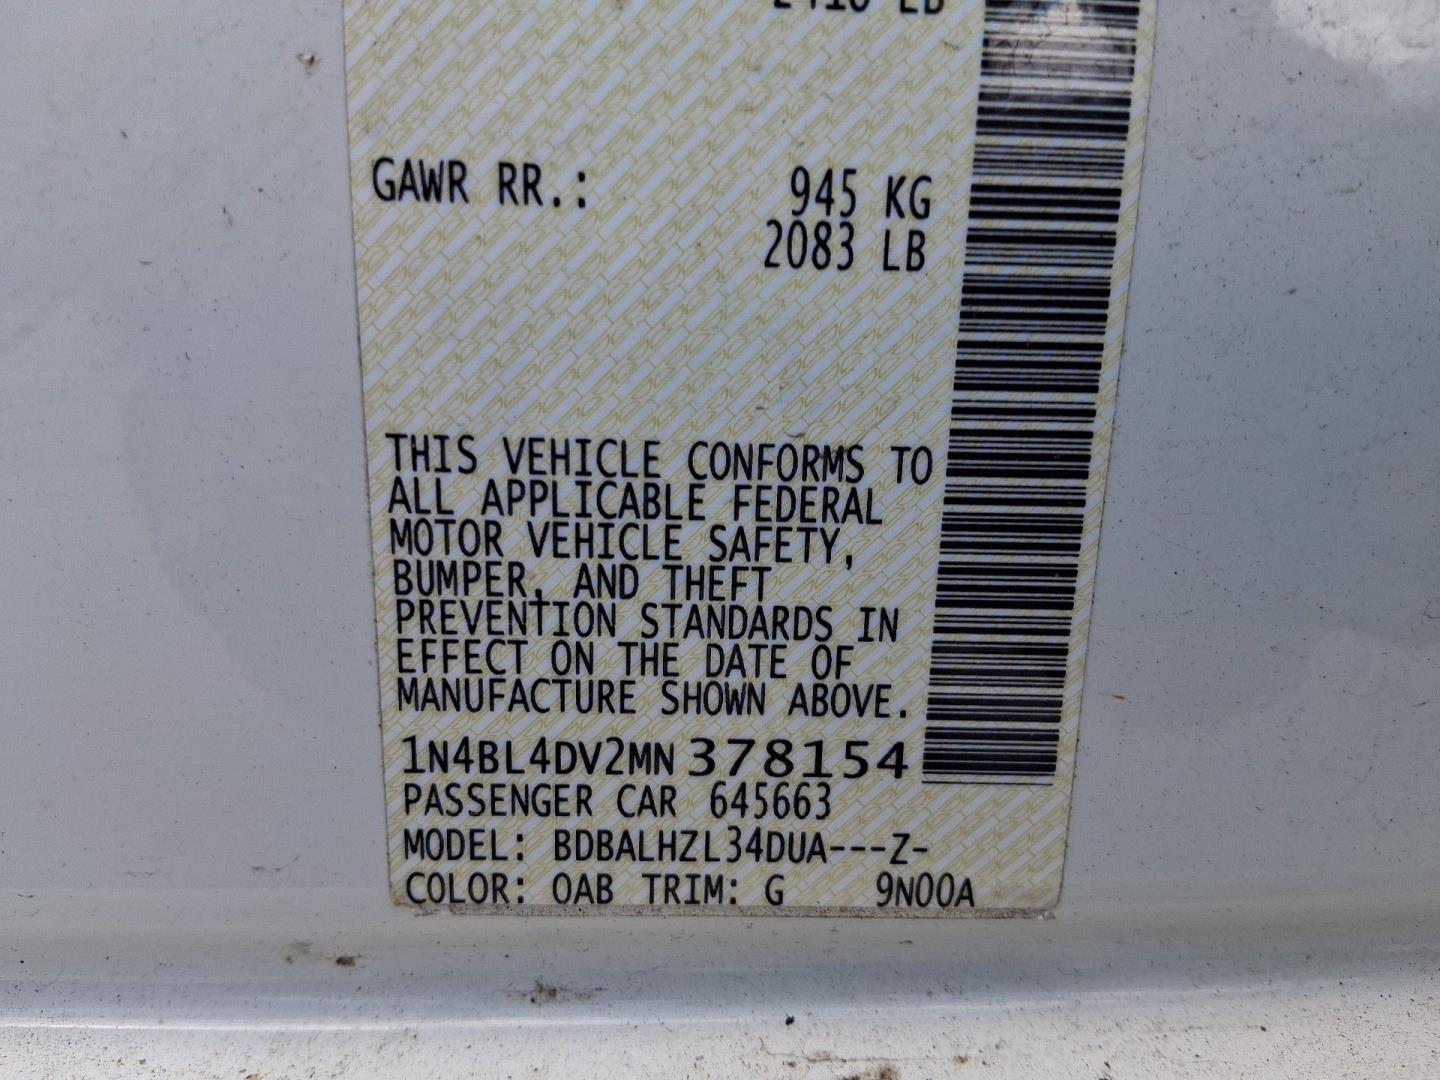 GAWR RR.: 945 KG
2083 LB
THIS VEHICLE CONFORMS TO
ALL APPLICABLE FEDERAL
MOTOR VEHICLE SAFETY,
BUMPER, AND THEFT
PREVENTION STANDARDS IN
EFFECT ON THE DATE OF
MANUFACTURE SHOWN ABOVE.
1N4BL4DV2MN378154
PASSENGER CAR 645663
MODEL: BDBALHZL34DUA---Z-
COLOR: OAB TRIM: G 9N00A